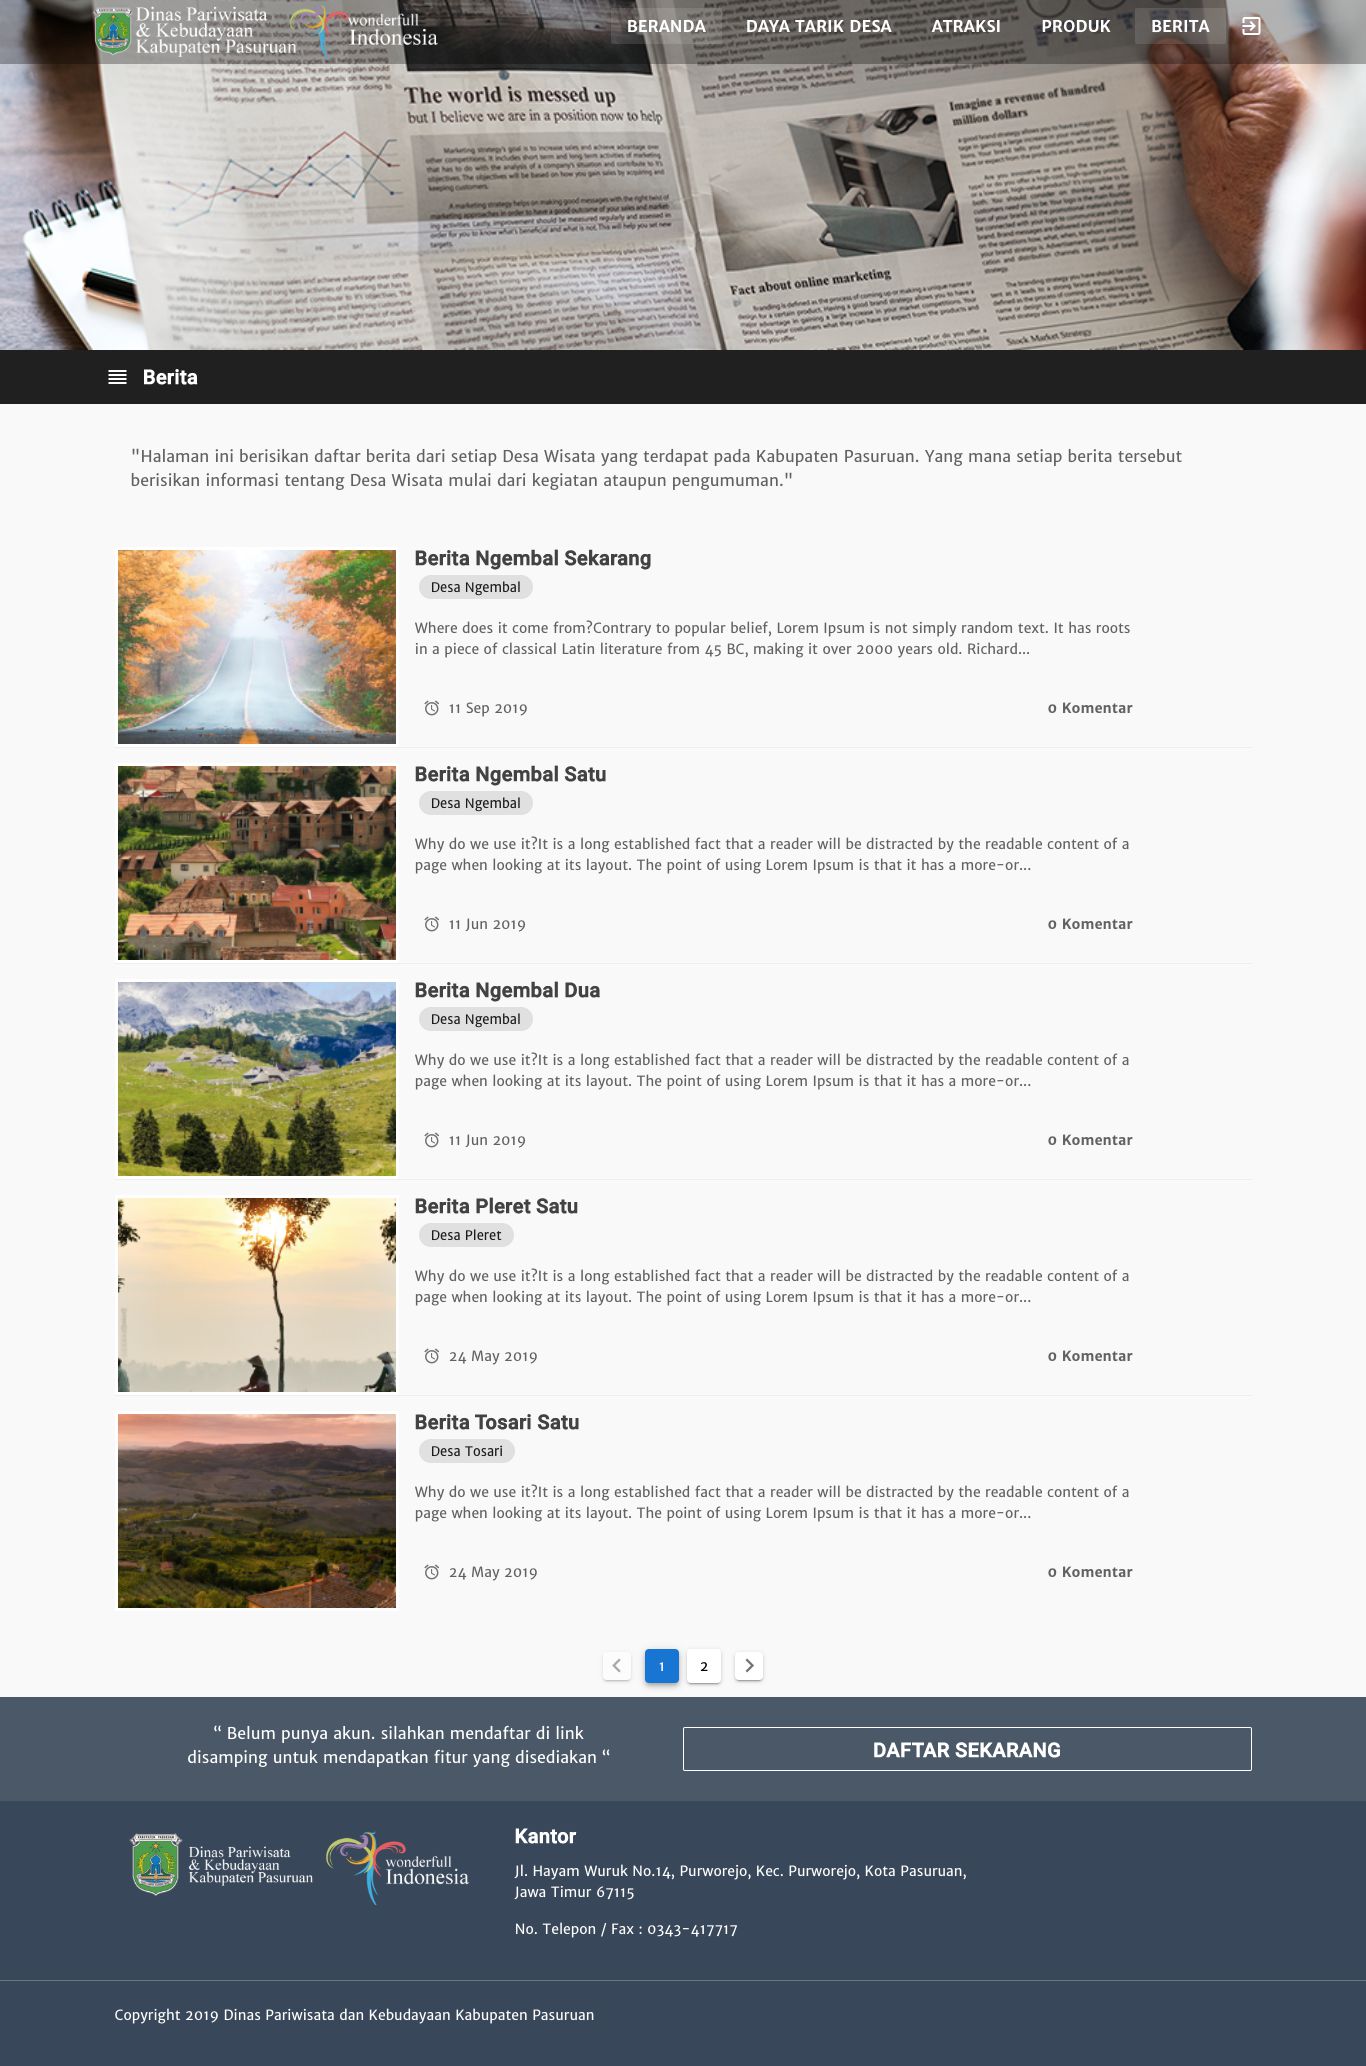 Dinas Pariwisata
& Kebudayaan
Kabupaten Pasuruan
wonderfull
Indonesia
BERANDA
DAYA TARIK DESA
ATRAKSI
PRODUK
BERITA
The world is messed up
but I believe we are in a position now to help
Imagine a revenue of hundred
million dollars
Fact about online marketing
Stock Market Strategy
Berita
"Halaman ini berisikan daftar berita dari setiap Desa Wisata yang terdapat pada Kabupaten Pasuruan. Yang mana setiap berita tersebut
berisikan informasi tentang Desa Wisata mulai dari kegiatan ataupun pengumuman."
Berita Ngembal Sekarang
Desa Ngembal
Where does it come from?Contrary to popular belief, Lorem Ipsum is not simply random text. It has roots
in a piece of classical Latin literature from 45 BC, making it over 2000 years old. Richard...
11 Sep 2019
0 Komentar
Berita Ngembal Satu
Desa Ngembal
Why do we use it?It is a long established fact that a reader will be distracted by the readable content of a
page when looking at its layout. The point of using Lorem Ipsum is that it has a more-or...
11 Jun 2019
0 Komentar
Berita Ngembal Dua
Desa Ngembal
Why do we use it?It is a long established fact that a reader will be distracted by the readable content of a
page when looking at its layout. The point of using Lorem Ipsum is that it has a more-or...
11 Jun 2019
0 Komentar
Berita Pleret Satu
Desa Pleret
Why do we use it?It is a long established fact that a reader will be distracted by the readable content of a
page when looking at its layout. The point of using Lorem Ipsum is that it has a more-or...
24 May 2019
0 Komentar
Berita Tosari Satu
Desa Tosari
Why do we use it?It is a long established fact that a reader will be distracted by the readable content of a
page when looking at its layout. The point of using Lorem Ipsum is that it has a more-or...
24 May 2019
0 Komentar
1
2
“ Belum punya akun. silahkan mendaftar di link
disamping untuk mendapatkan fitur yang disediakan “
DAFTAR SEKARANG
Dinas Pariwisata
& Kebudayaan
Kabupaten Pasuruan
wonderfull
Indonesia
Kantor
Jl. Hayam Wuruk No.14, Purworejo, Kec. Purworejo, Kota Pasuruan,
Jawa Timur 67115
No. Telepon / Fax : 0343-417717
Copyright 2019 Dinas Pariwisata dan Kebudayaan Kabupaten Pasuruan